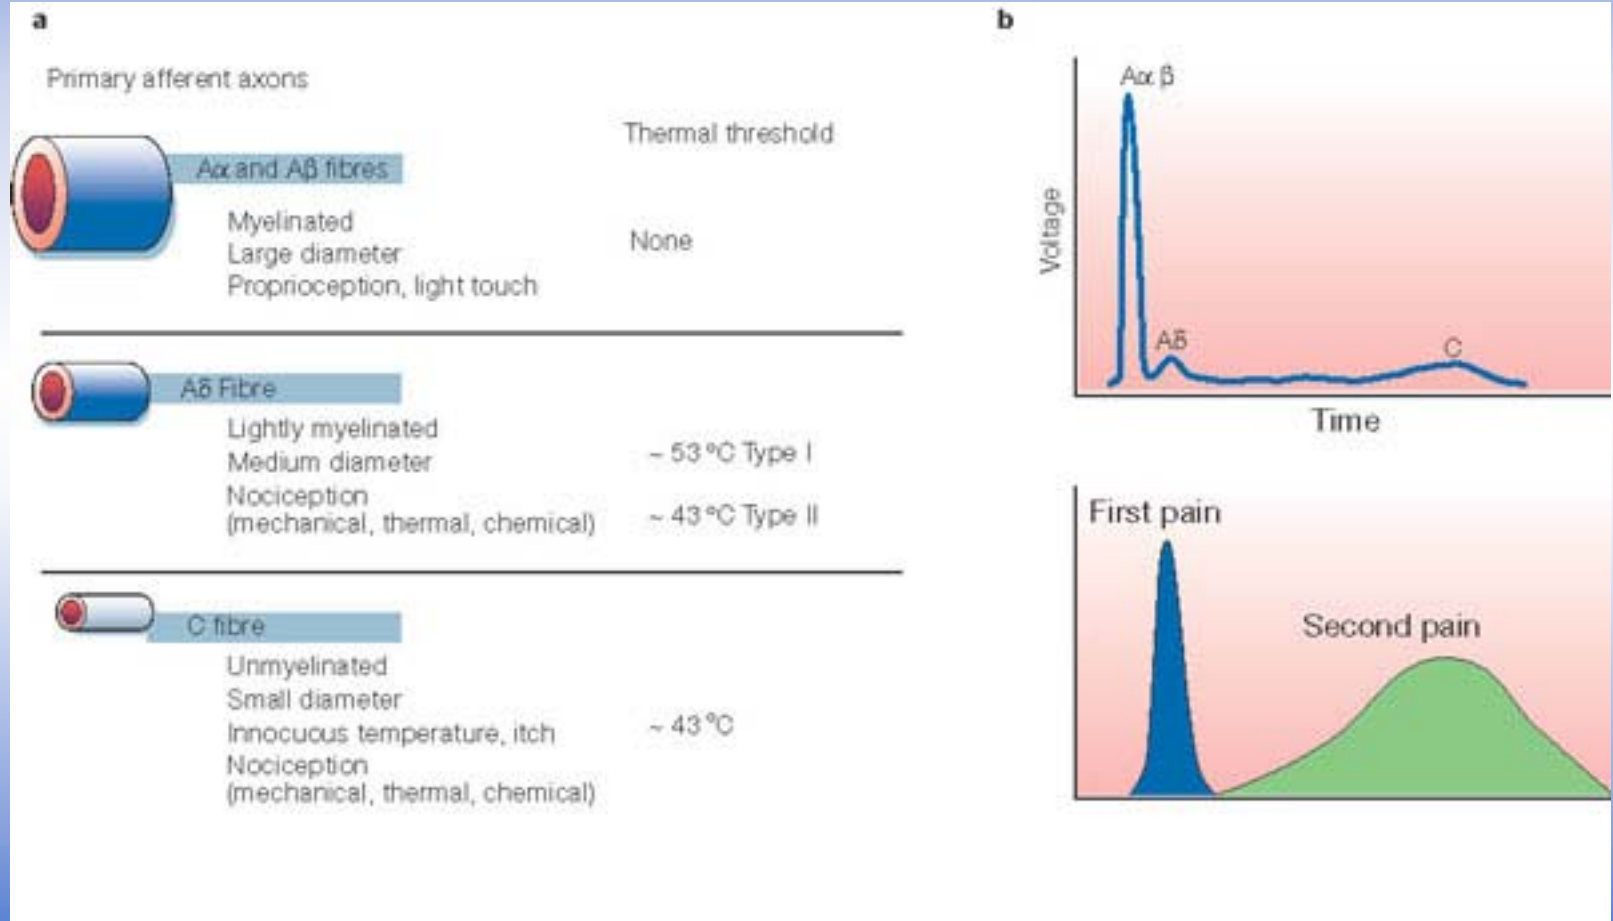 a
Primary afferent axons
Thermal threshold
Aα and Aβ fibres
Myelinated
Large diameter
Proprioception, light touch
None
Aδ Fibre
Lightly myelinated
Medium diameter
Nociception
(mechanical, thermal, chemical)
~ 53 °C Type I
~ 43 °C Type II
C fibre
Unmyelinated
Small diameter
Innocuous temperature, itch
Nociception
(mechanical, thermal, chemical)
~ 43 °C
b
Aα β
Voltage
Aδ
C
Time
First pain
Second pain